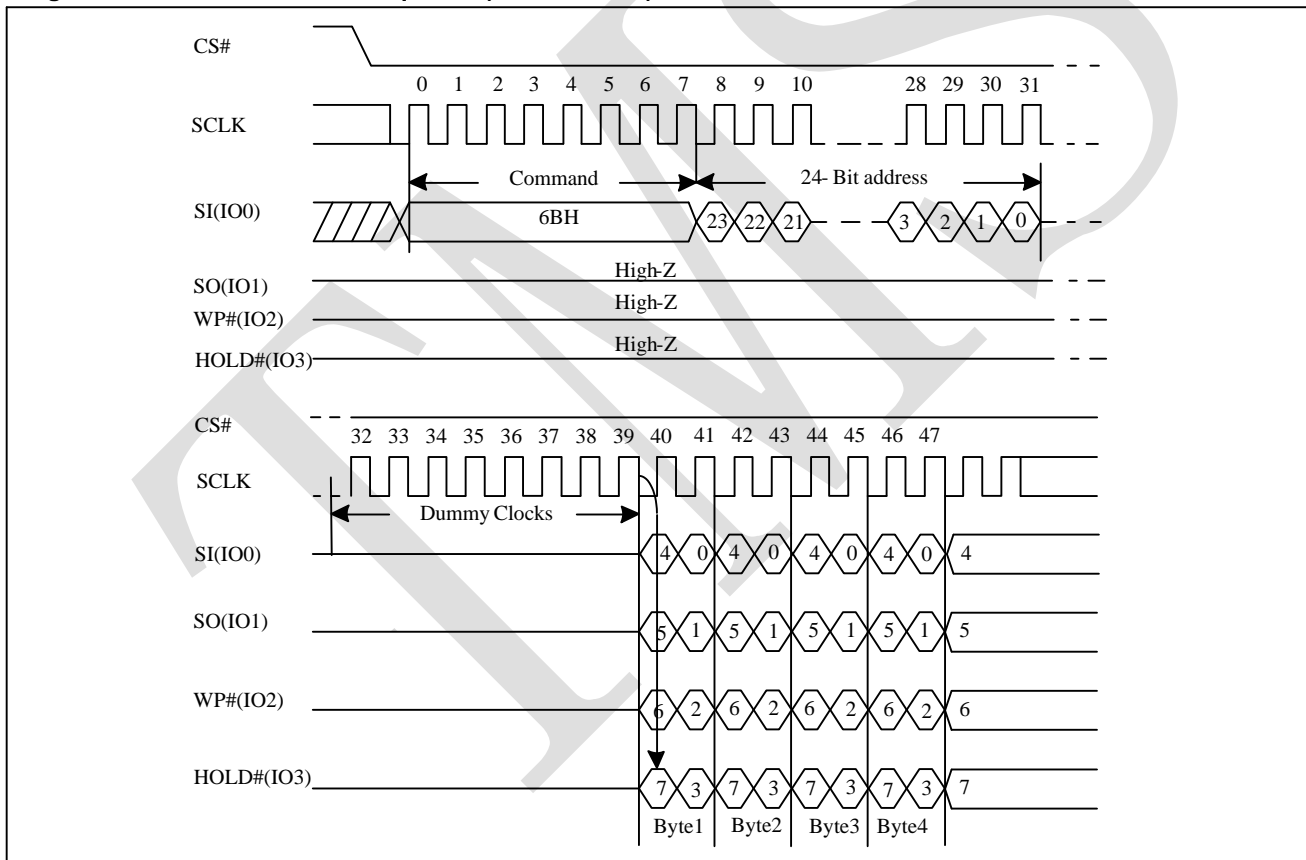 CS#
0 1 2 3 4 5 6 7 8 9 10 28 29 30 31
SCLK
Command 24- Bit address
SI(IO0) 6BH 23 22 21 3 2 1 0
High-Z
SO(IO1)
High-Z
WP#(IO2)
High-Z
HOLD#(IO3)
CS#
32 33 34 35 36 37 38 39 40 41 42 43 44 45 46 47
SCLK
Dummy Clocks
SI(IO0) 4 0 4 0 4 0 4 0 4
SO(IO1) 5 1 5 1 5 1 5 1 5
WP#(IO2) 6 2 6 2 6 2 6 2 6
HOLD#(IO3) 7 3 7 3 7 3 7 3 7
Byte1 Byte2 Byte3 Byte4